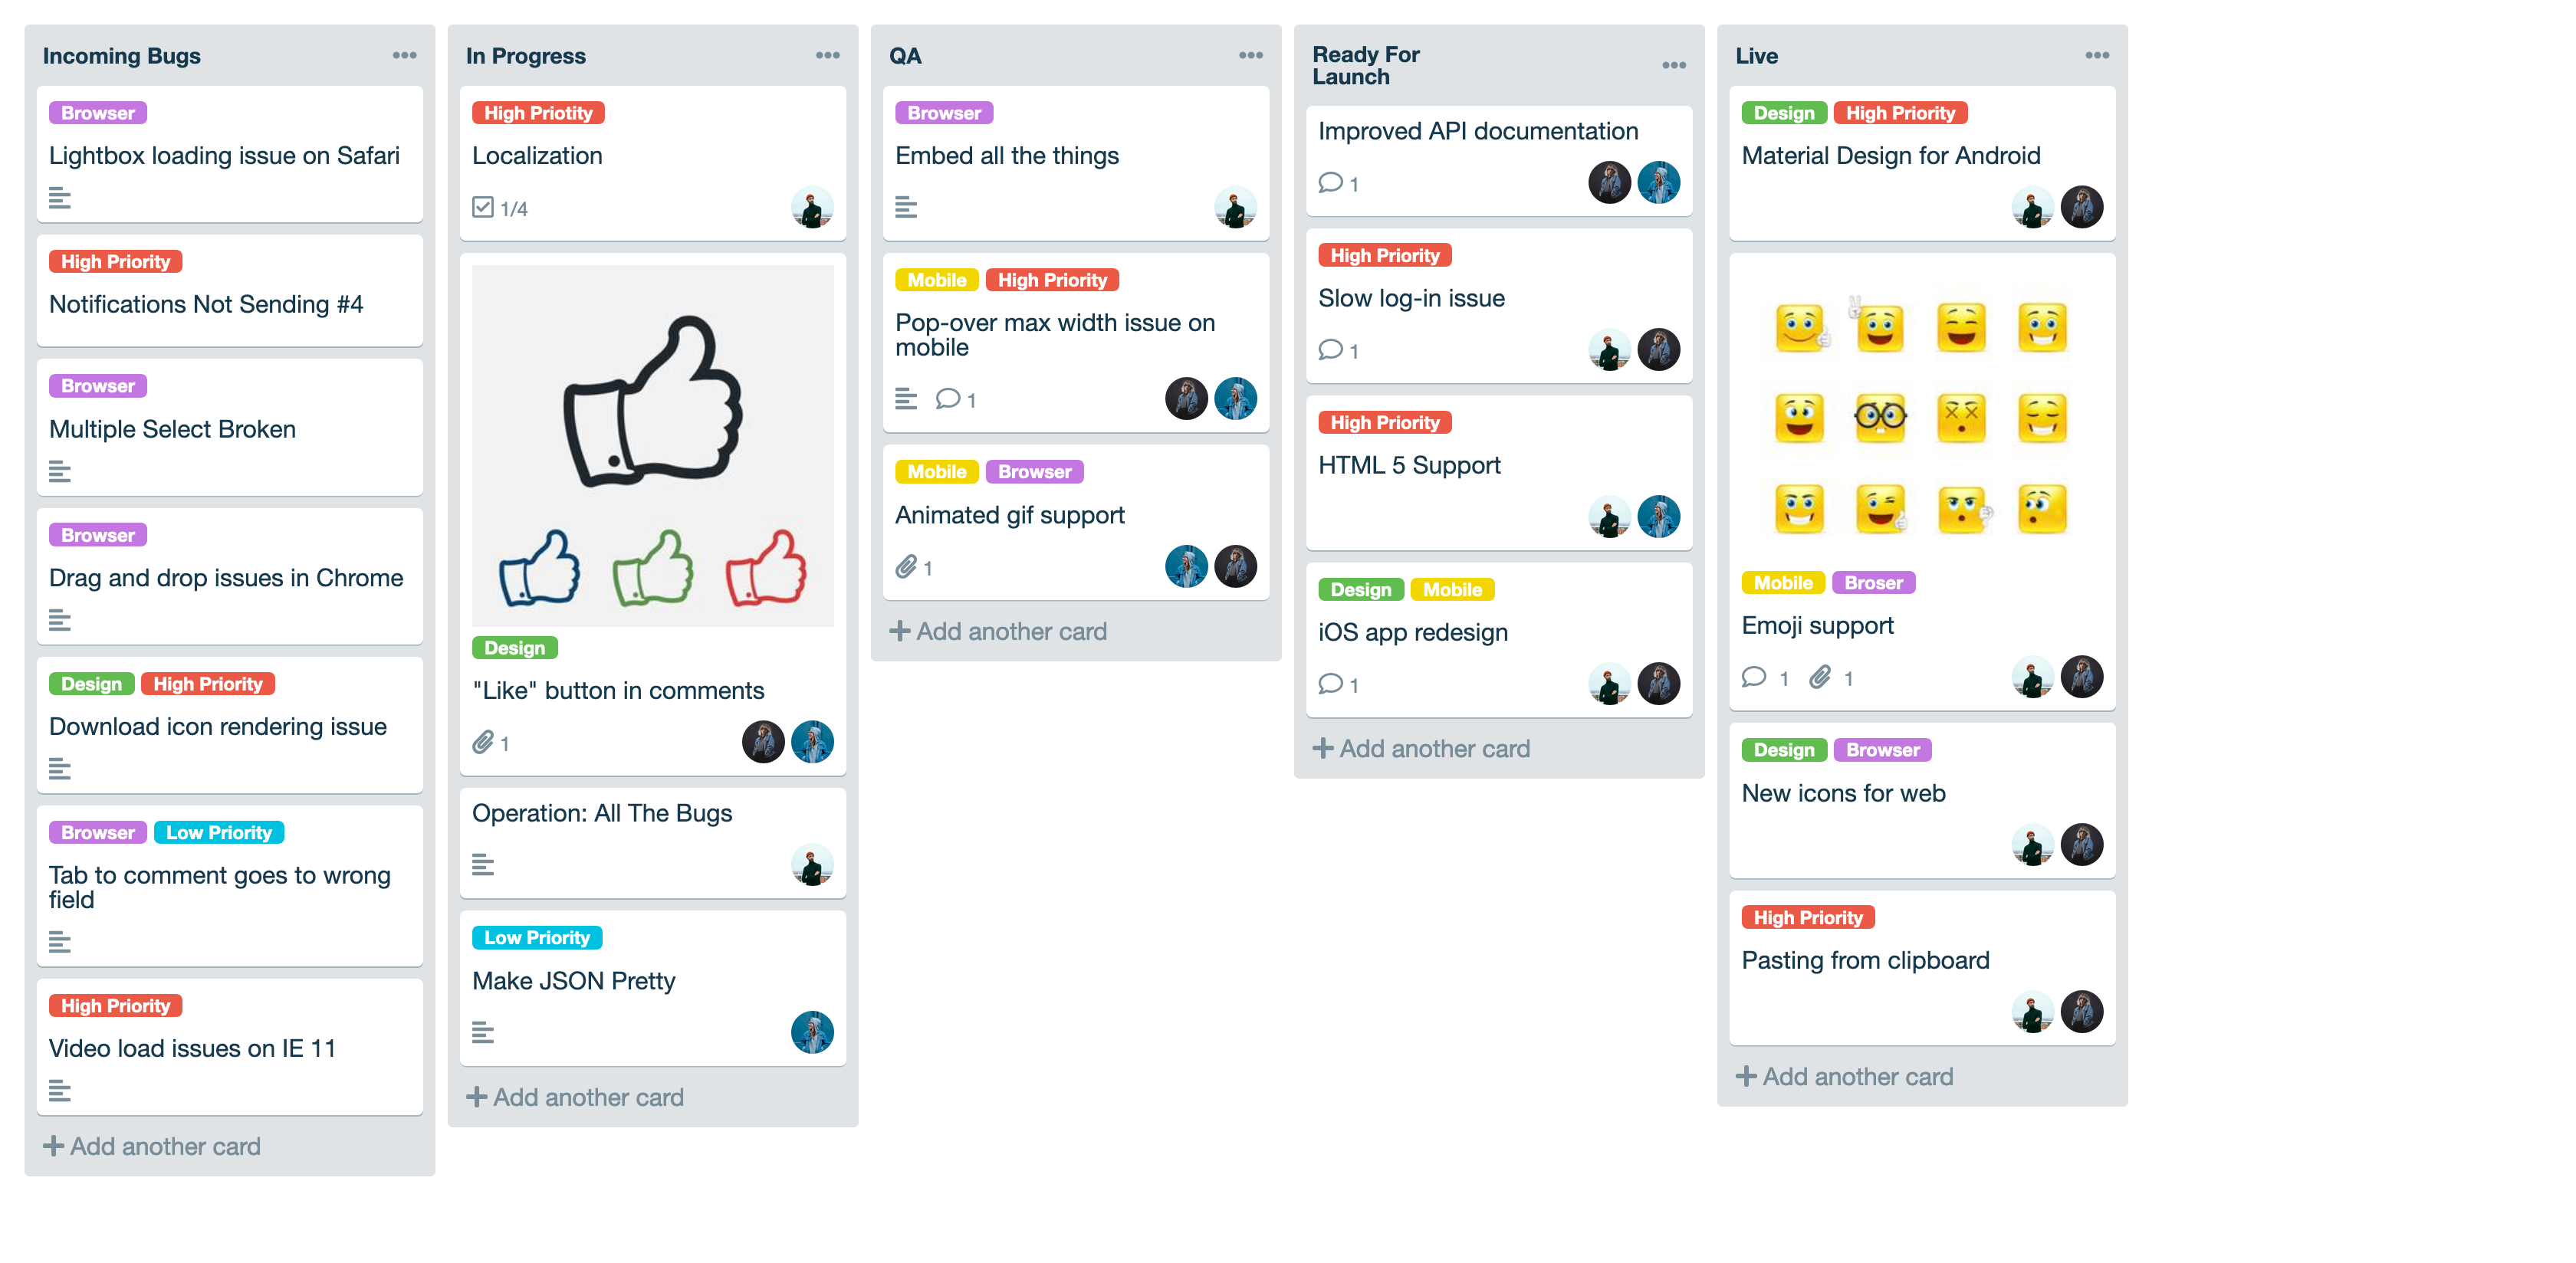 Incoming Bugs
Browser
Lightbox loading issue on Safari
High Priority
Notifications Not Sending #4
Browser
Multiple Select Broken
Browser
Drag and drop issues in Chrome
Design High Priority
Download icon rendering issue
Browser Low Priority
Tab to comment goes to wrong
field
High Priority
Video load issues on IE 11
Add another card
In Progress
High Priotity
Localization
1/4
Design
"Like" button in comments
1
Operation: All The Bugs
Low Priority
Make JSON Pretty
Add another card
QA
Browser
Embed all the things
Mobile High Priority
Pop-over max width issue on
mobile
1
Mobile Browser
Animated gif support
1
Add another card
Ready For
Launch
Improved API documentation
1
High Priority
Slow log-in issue
1
High Priority
HTML 5 Support
Design Mobile
iOS app redesign
1
Add another card
Live
Design High Priority
Material Design for Android
Mobile Broser
Emoji support
1 1
Design Browser
New icons for web
High Priority
Pasting from clipboard
Add another card